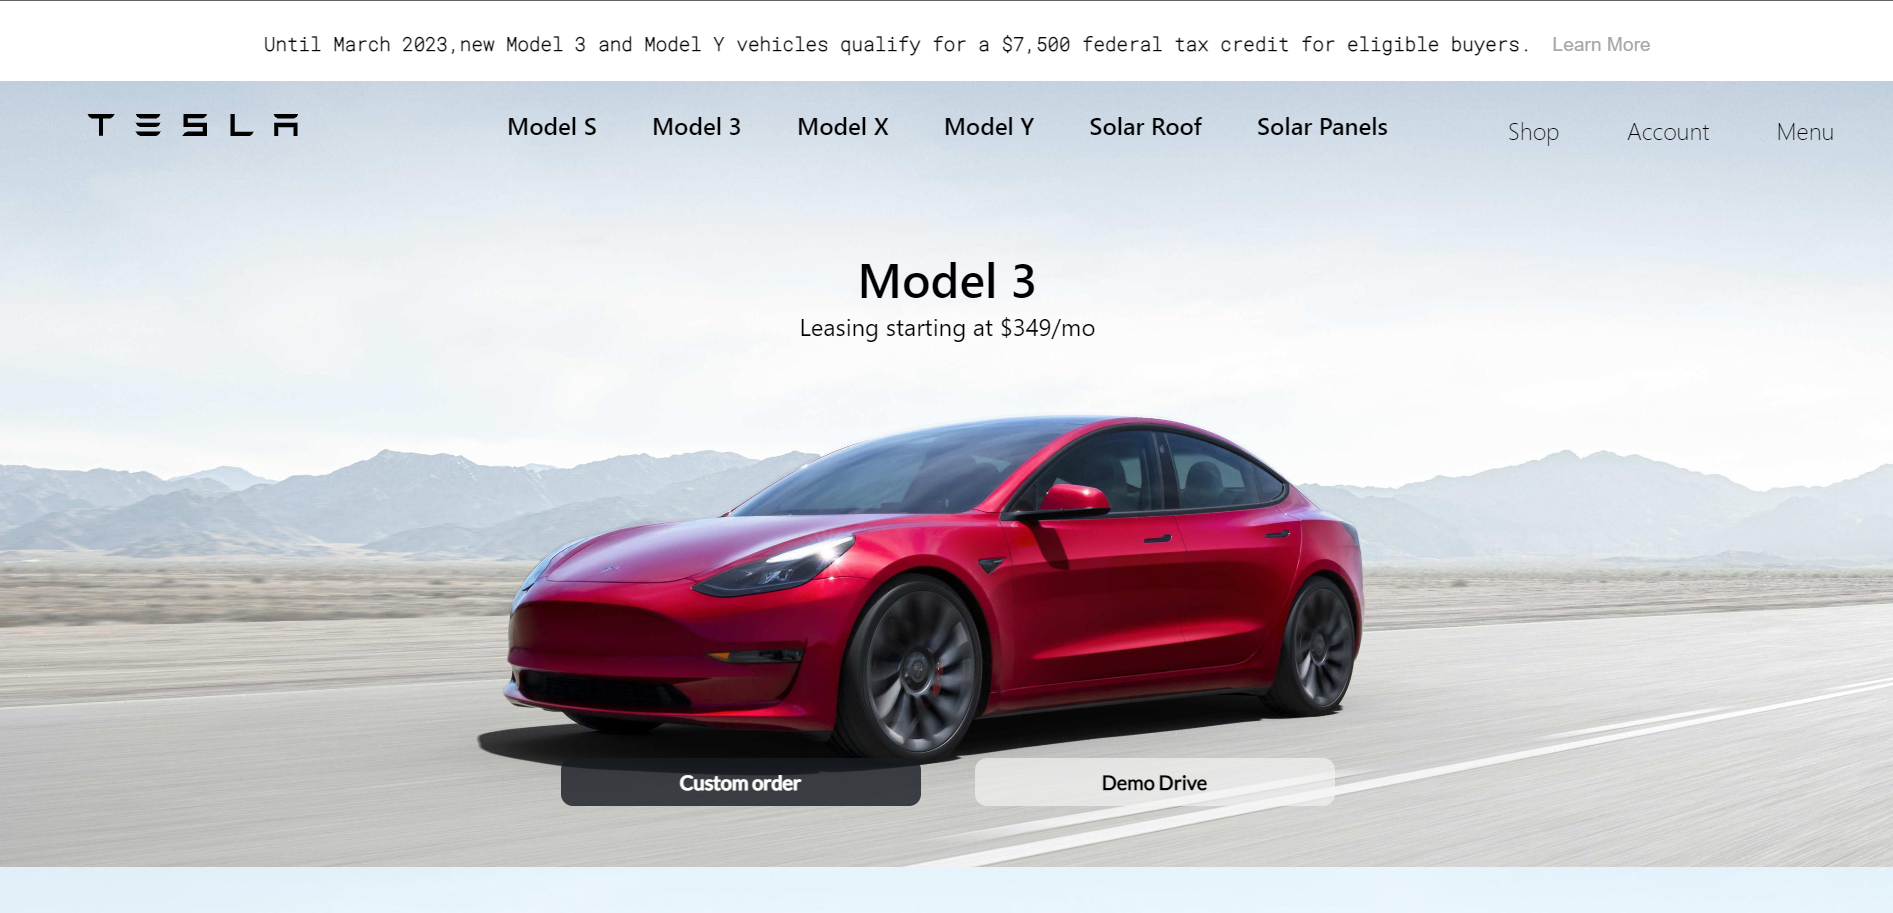 Until March 2023,new Model 3 and Model Y vehicles qualify for a $7,500 federal tax credit for eligible buyers. Learn More
TESLA Model S Model 3 Model X Model Y Solar Roof Solar Panels Shop Account Menu
Model 3
Leasing starting at $349/mo
Custom order Demo Drive